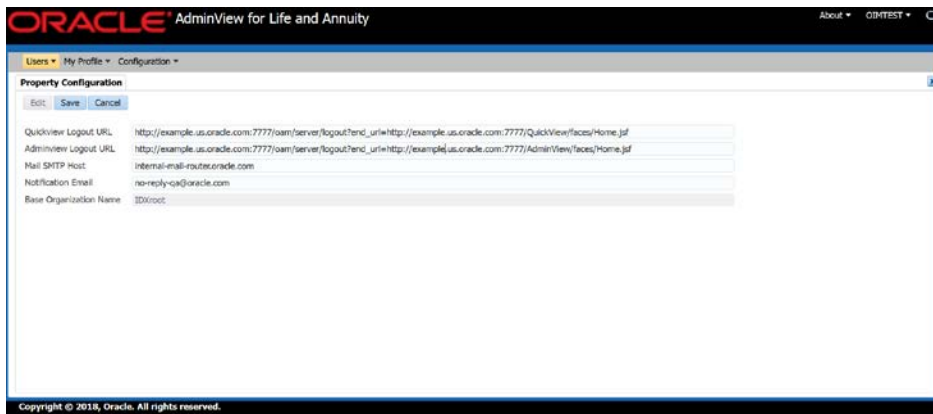 ORACLE® AdminView for Life and Annuity
About OIMTEST
Users My Profile Configuration
Property Configuration
Edit Save Cancel
Quickview Logout URL http://example.us.oracle.com:7777/oam/server/logout?end_url=http://example.us.oracle.com:7777/QuickView/faces/Home.jsf
Adminview Logout URL http://example.us.oracle.com:7777/oam/server/logout?end_url=http://example.us.oracle.com:7777/AdminView/faces/Home.jsf
Mail SMTP Host internal-mail-router.oracle.com
Notification Email no-reply-qa@oracle.com
Base Organization Name IDXroot
Copyright © 2018, Oracle. All rights reserved.